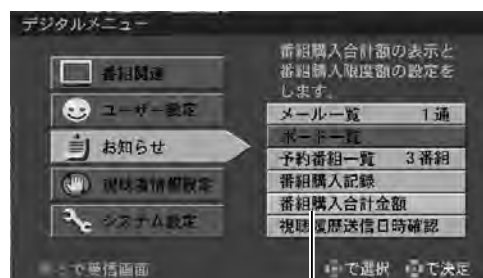 デジタルメニュー
番組購入合計額の表示と
番組購入限度額の設定を
します。
番組関連
ユーザー設定
お知らせ
視聴者情報設定
システム設定
メール一覧 1通
ボード一覧
予約番組一覧 3番組
番組購入記録
番組購入合計金額
視聴履歴送信日時確認
で受信画面
で選択 で決定